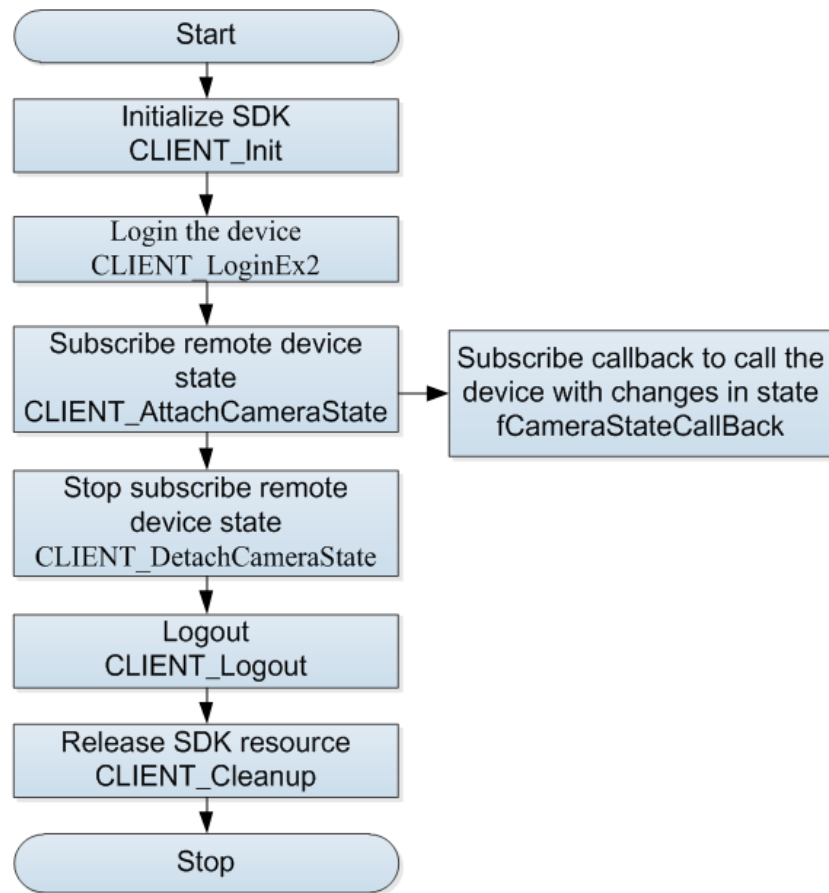 Start
Initialize SDK
CLIENT_Init
Login the device
CLIENT_LoginEx2
Subscribe remote device
state
CLIENT_AttachCameraState
Subscribe callback to call the
device with changes in state
fCameraStateCallBack
Stop subscribe remote
device state
CLIENT_DetachCameraState
Logout
CLIENT_Logout
Release SDK resource
CLIENT_Cleanup
Stop